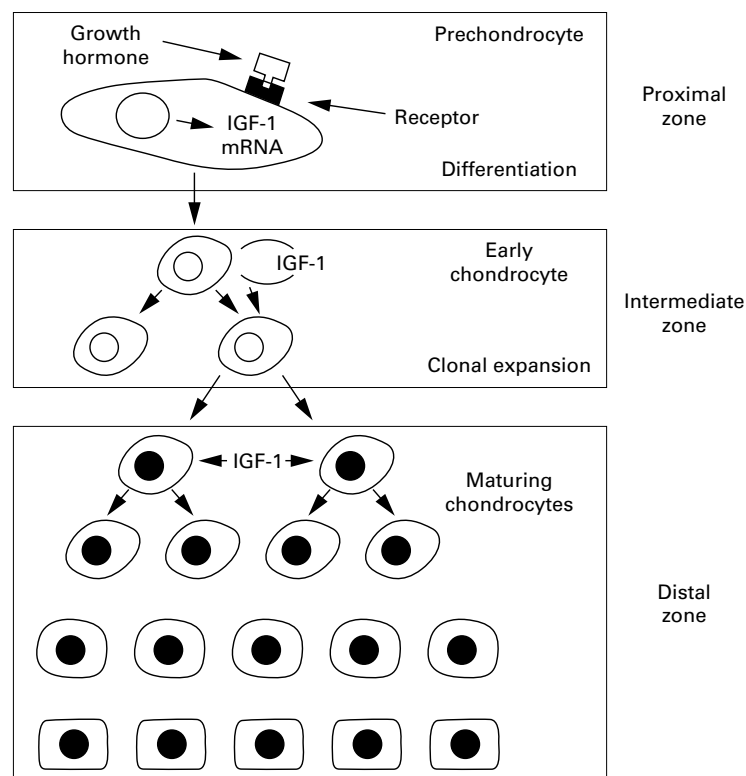 Growth
hormone
Prechondrocyte
Proximal
zone
Receptor
IGF-1
mRNA
Differentiation
Early
chondrocyte
IGF-1
Intermediate
zone
Clonal expansion
IGF-1
Maturing
chondrocytes
Distal
zone